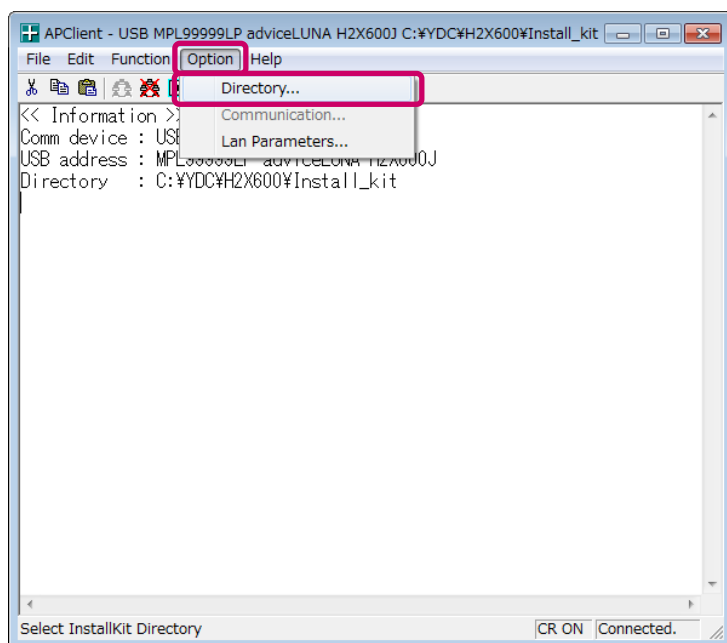 APClient - USB MPL99999LP adviceLUNA H2X600J C:¥YDC¥H2X600¥Install_kit
File Edit Function Option Help
Directory...
Communication...
Lan Parameters...
<< Information >>
Comm device : USB
USB address : MPL99999LP adviceLUNA H2X600J
Directory : C:¥YDC¥H2X600¥Install_kit
Select InstallKit Directory CR ON Connected.